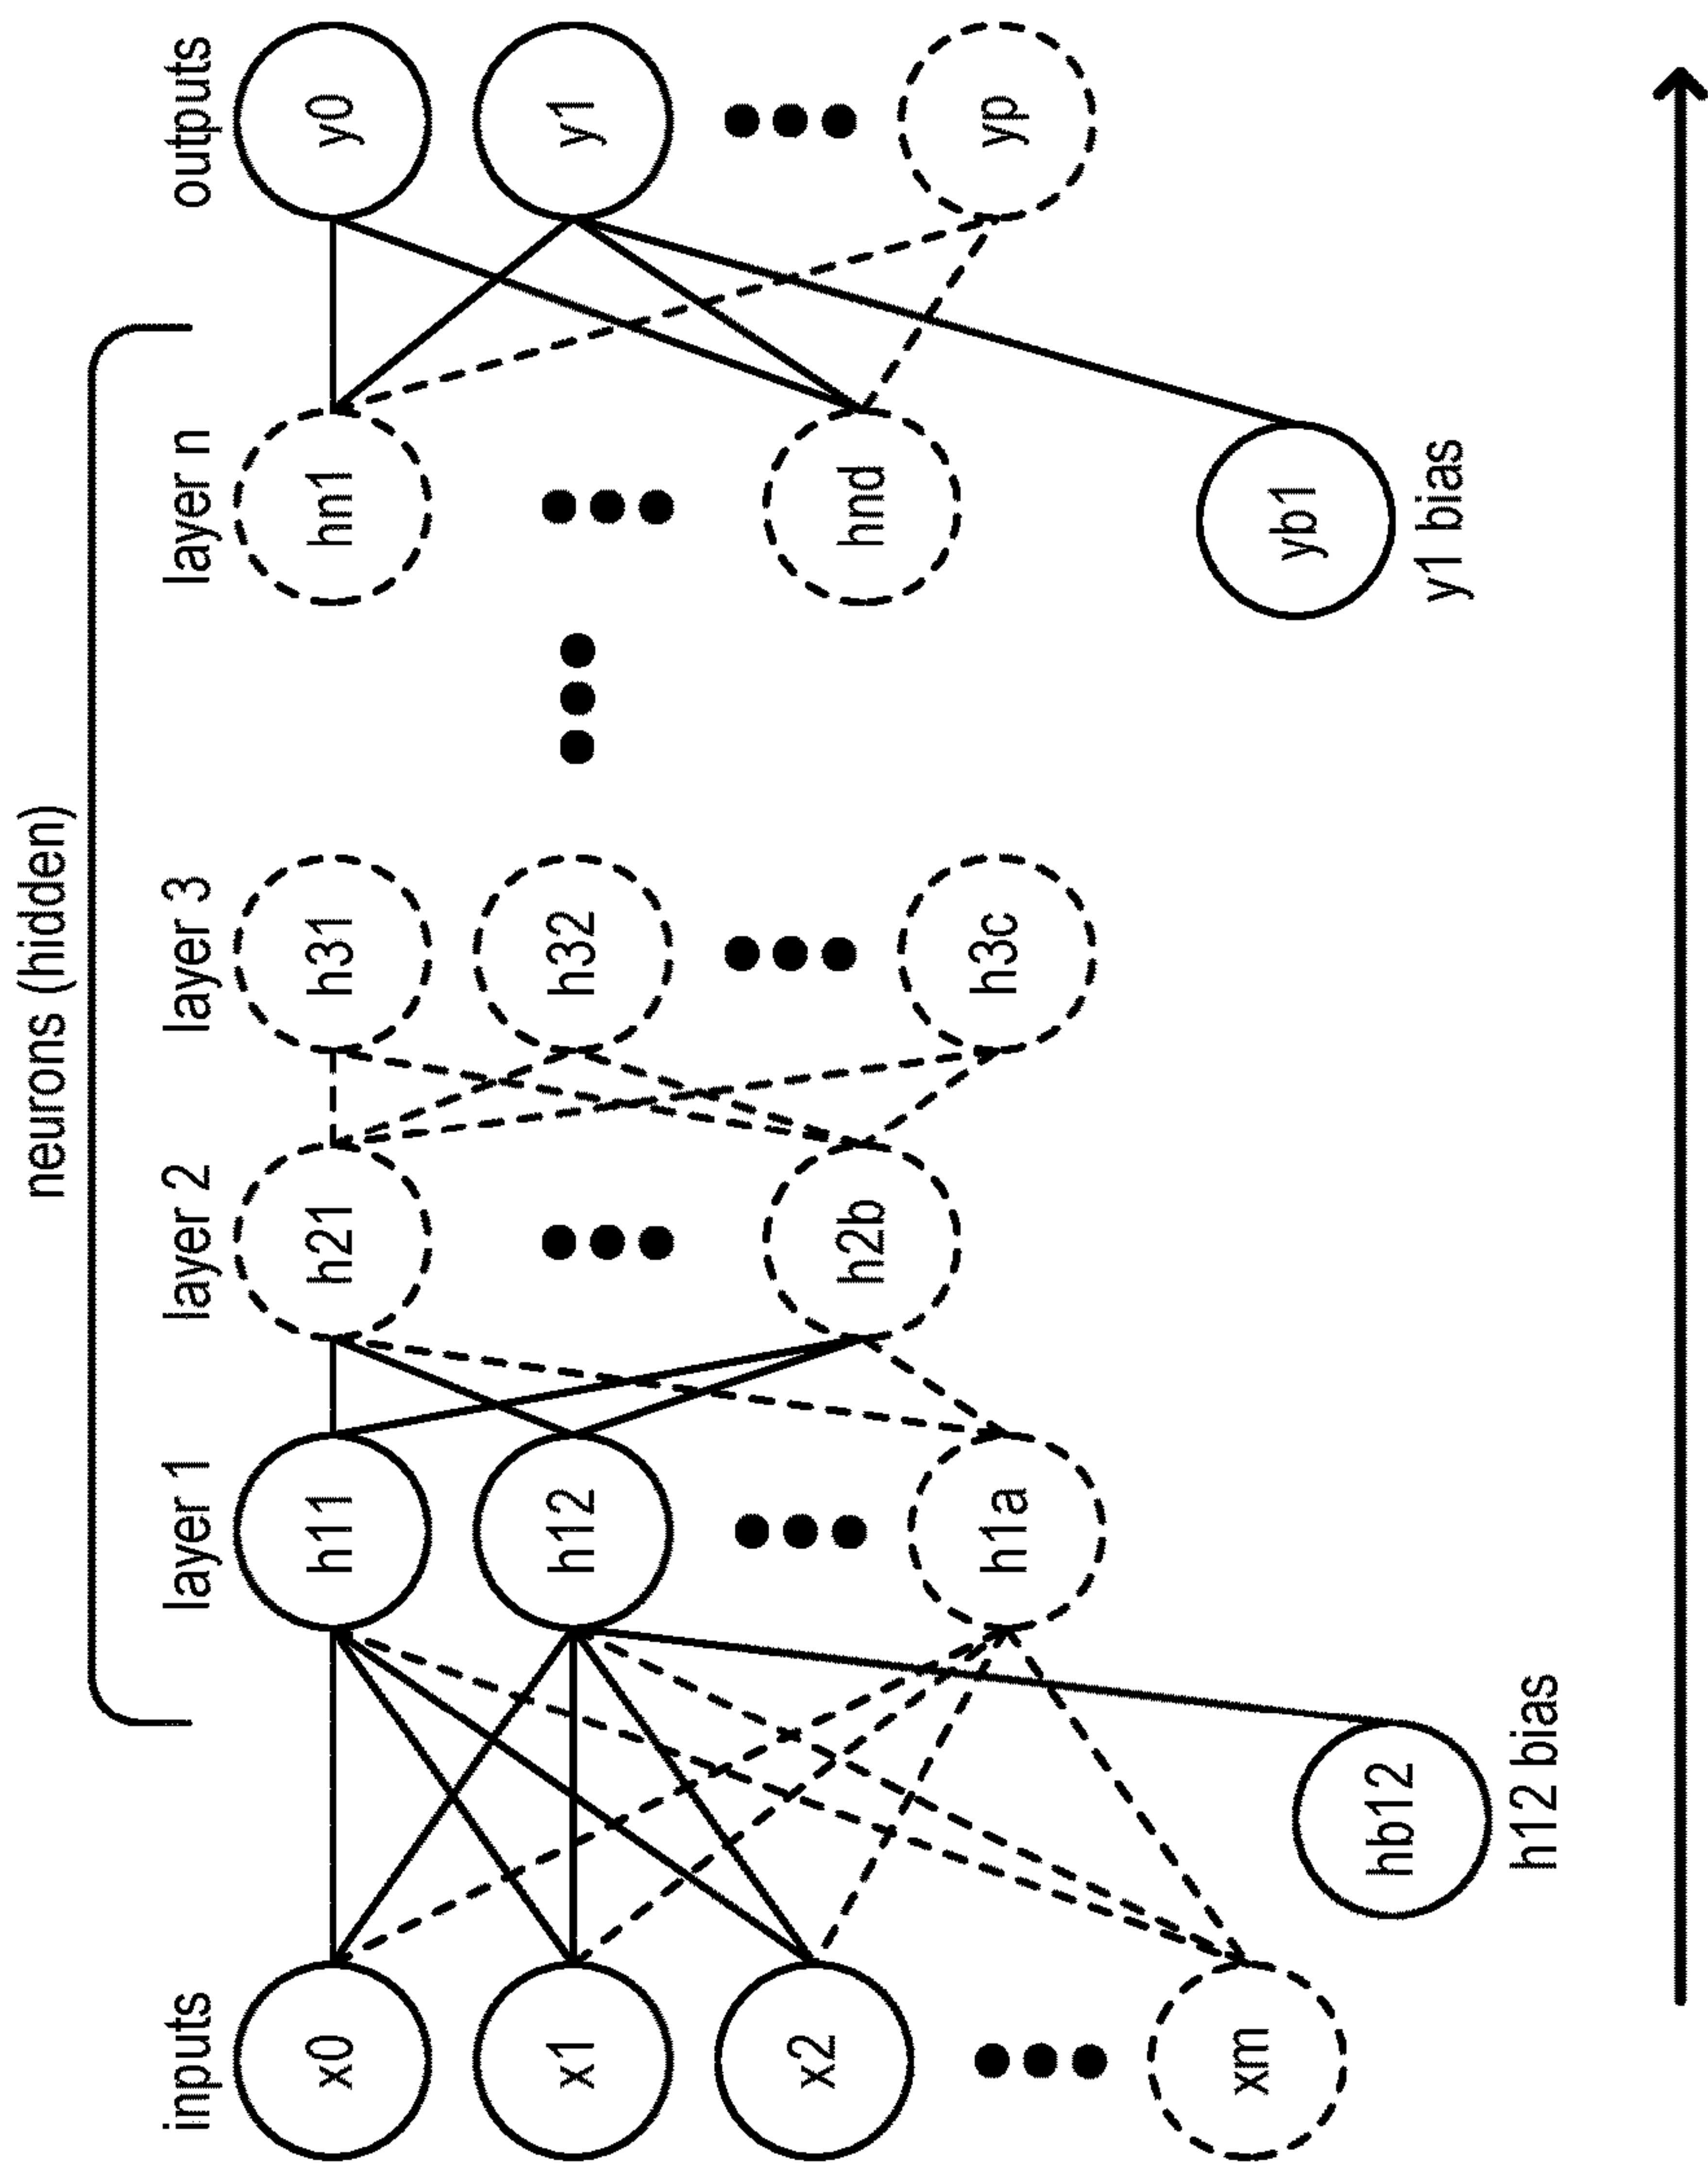 neurons (hidden)
inputs
layer 1
layer 2
layer 3
layer n
outputs
x0
h11
h21
h31
hn1
y0
x1
h12
h32
y1
x2
h2b
hnd
h1a
h3c
yp
xm
hb12
h12 bias
yb1
y1 bias